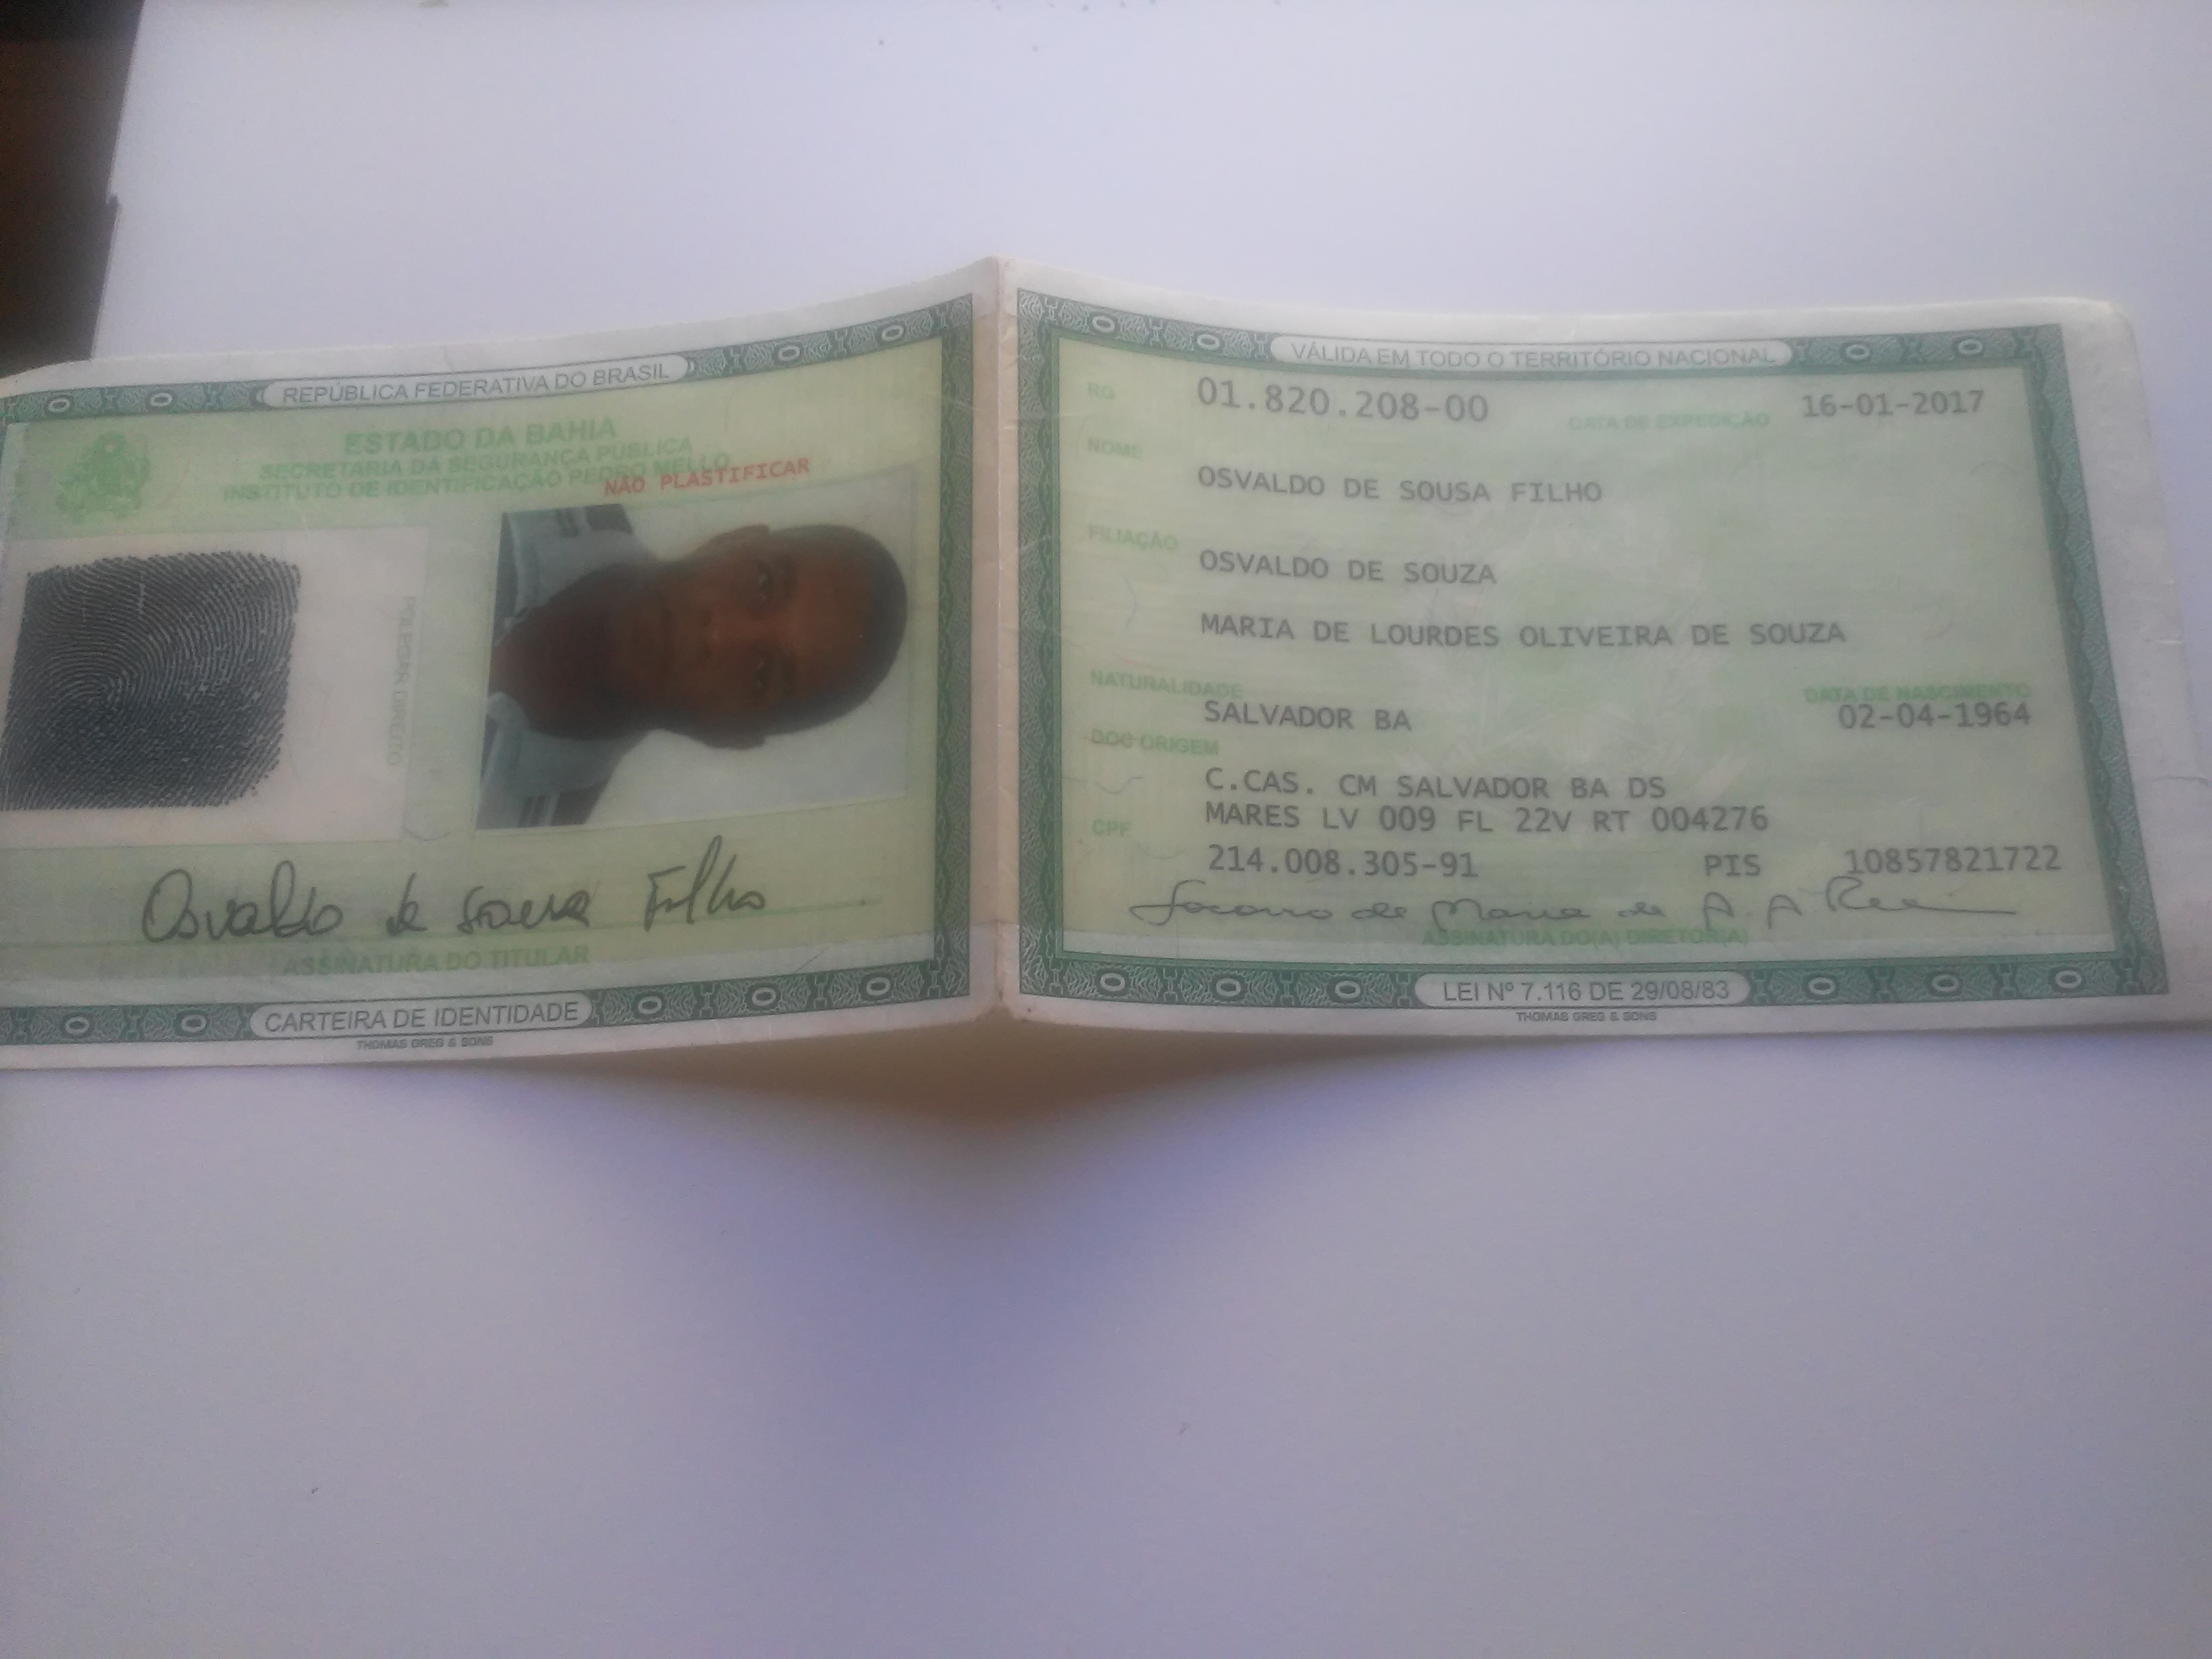 REPÚBLICA FEDERATIVA DO BRASIL
ESTADO DA BAHIA
SECRETARIA DA SEGURANÇA PÚBLICA
INSTITUTO DE IDENTIFICAÇÃO PEDRO MELLO
NÃO PLASTIFICAR
POLEGAR DIREITO
Osvaldo de Sousa Filho
ASSINATURA DO TITULAR
CARTEIRA DE IDENTIDADE
THOMAS GREG & SONS
VÁLIDA EM TODO O TERRITÓRIO NACIONAL
RG 01.820.208-00 DATA DE EXPEDIÇÃO 16-01-2017
NOME
OSVALDO DE SOUSA FILHO
FILIAÇÃO
OSVALDO DE SOUZA
MARIA DE LOURDES OLIVEIRA DE SOUZA
NATURALIDADE DATA DE NASCIMENTO
SALVADOR BA 02-04-1964
DOC ORIGEM
C.CAS. CM SALVADOR BA DS
MARES LV 009 FL 22V RT 004276
CPF
214.008.305-91 PIS 10857821722
Socorro de Maria de A. A
ASSINATURA DO(A) DIRETOR(A)
LEI Nº 7.116 DE 29/08/83
THOMAS GREG & SONS